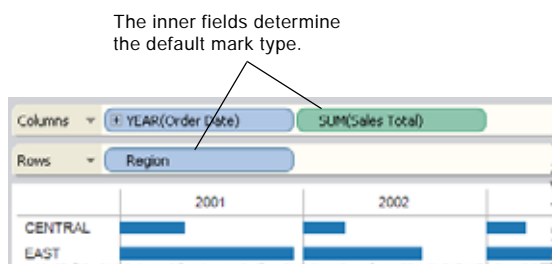 The inner fields determine
the default mark type.
Columns YEAR(Order Date) SUM(Sales Total)
Rows Region
2001 2002
CENTRAL
EAST